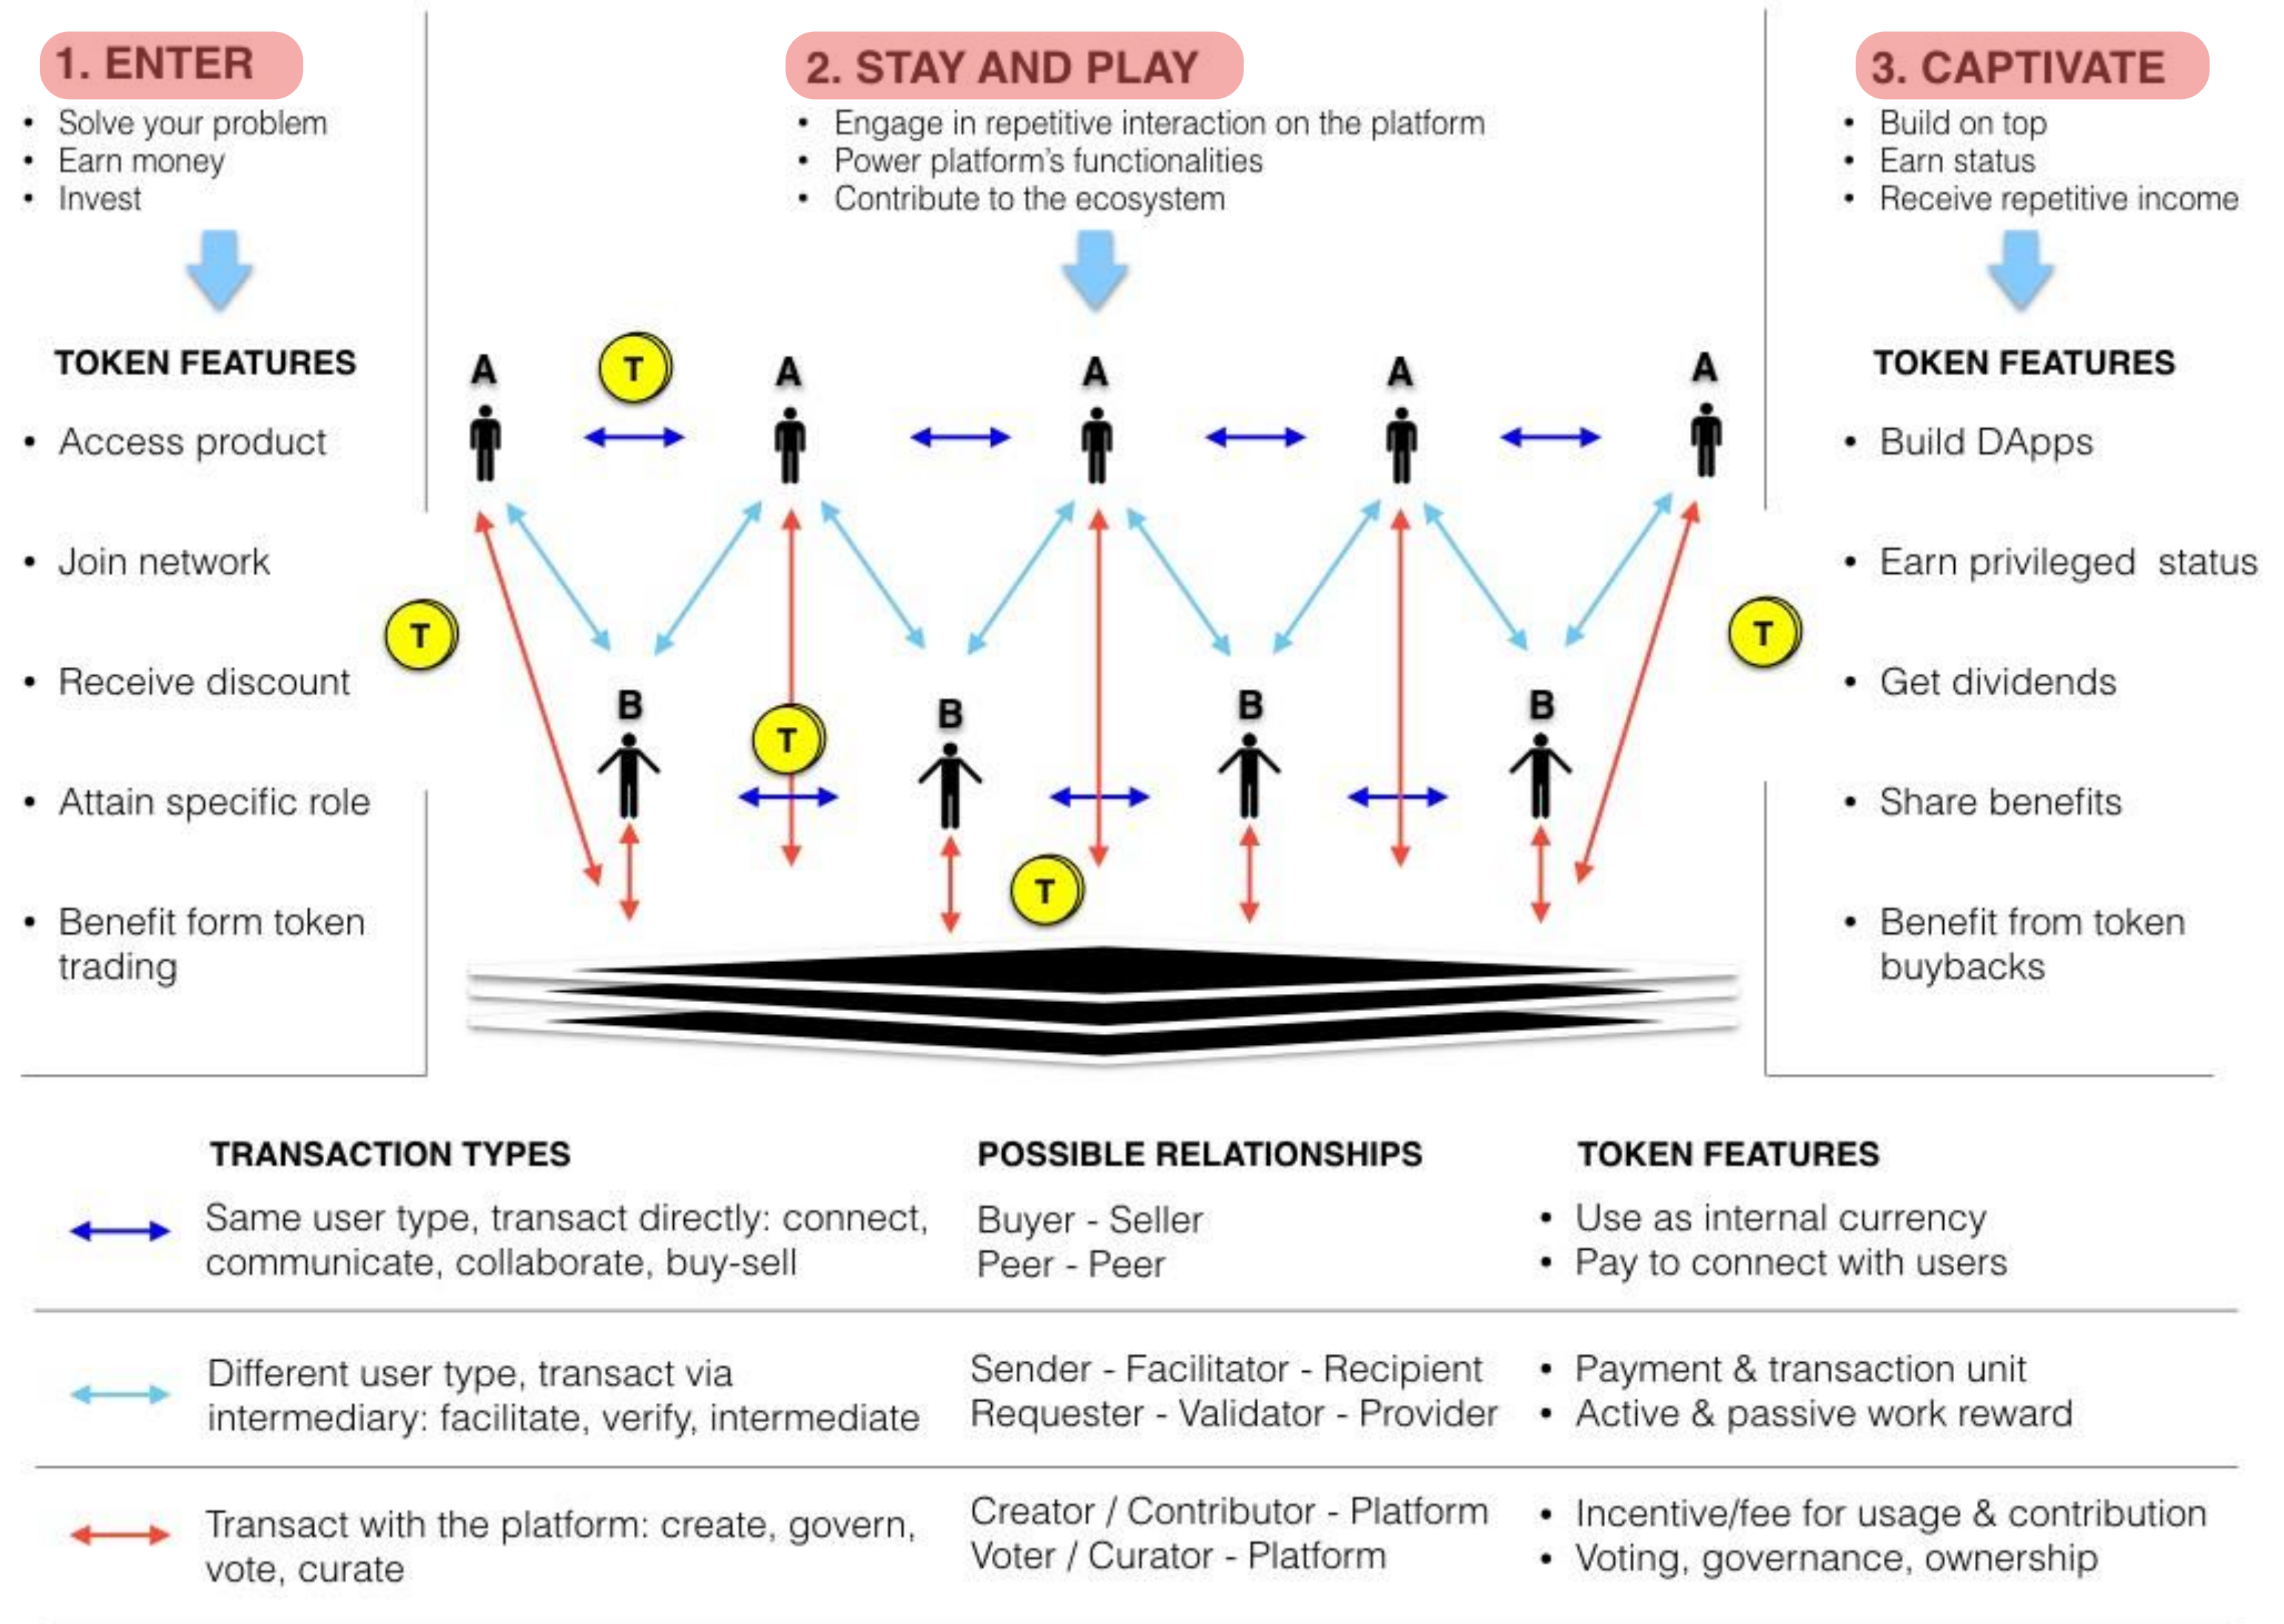 1. ENTER
• Solve your problem
• Earn money
• Invest
TOKEN FEATURES
• Access product
• Join network
• Receive discount
• Attain specific role
• Benefit form token
trading
2. STAY AND PLAY
• Engage in repetitive interaction on the platform
• Power platform's functionalities
• Contribute to the ecosystem
A
T
A
A
A
A
T
T
B
B
B
B
T
T
3. CAPTIVATE
• Build on top
• Earn status
• Receive repetitive income
TOKEN FEATURES
• Build DApps
• Earn privileged status
• Get dividends
• Share benefits
• Benefit from token
buybacks
TRANSACTION TYPES
POSSIBLE RELATIONSHIPS
TOKEN FEATURES
Same user type, transact directly: connect,
communicate, collaborate, buy-sell
Buyer - Seller
Peer - Peer
• Use as internal currency
• Pay to connect with users
Different user type, transact via
intermediary: facilitate, verify, intermediate
Sender - Facilitator - Recipient
Requester - Validator - Provider
• Payment & transaction unit
• Active & passive work reward
Transact with the platform: create, govern,
vote, curate
Creator / Contributor - Platform
Voter / Curator - Platform
• Incentive/fee for usage & contribution
• Voting, governance, ownership